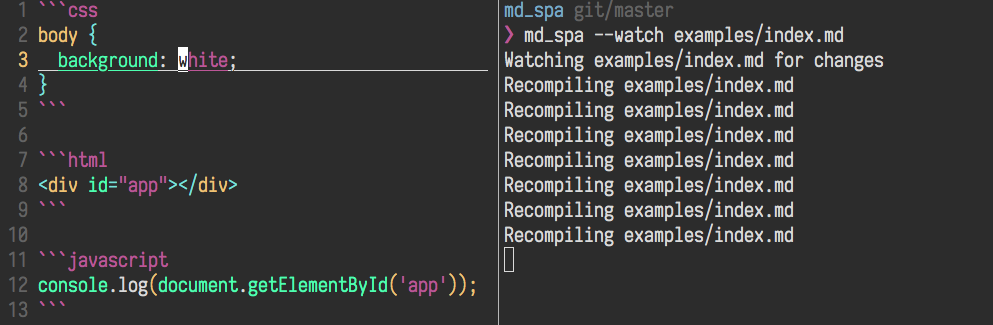 1 ```css
2 body {
3   background: white;
4 }
5 ```
6
7 ```html
8 <div id="app"></div>
9 ```
10
11 ```javascript
12 console.log(document.getElementById('app'));
13 ```
md_spa git/master
❯ md_spa --watch examples/index.md
Watching examples/index.md for changes
Recompiling examples/index.md
Recompiling examples/index.md
Recompiling examples/index.md
Recompiling examples/index.md
Recompiling examples/index.md
Recompiling examples/index.md
Recompiling examples/index.md